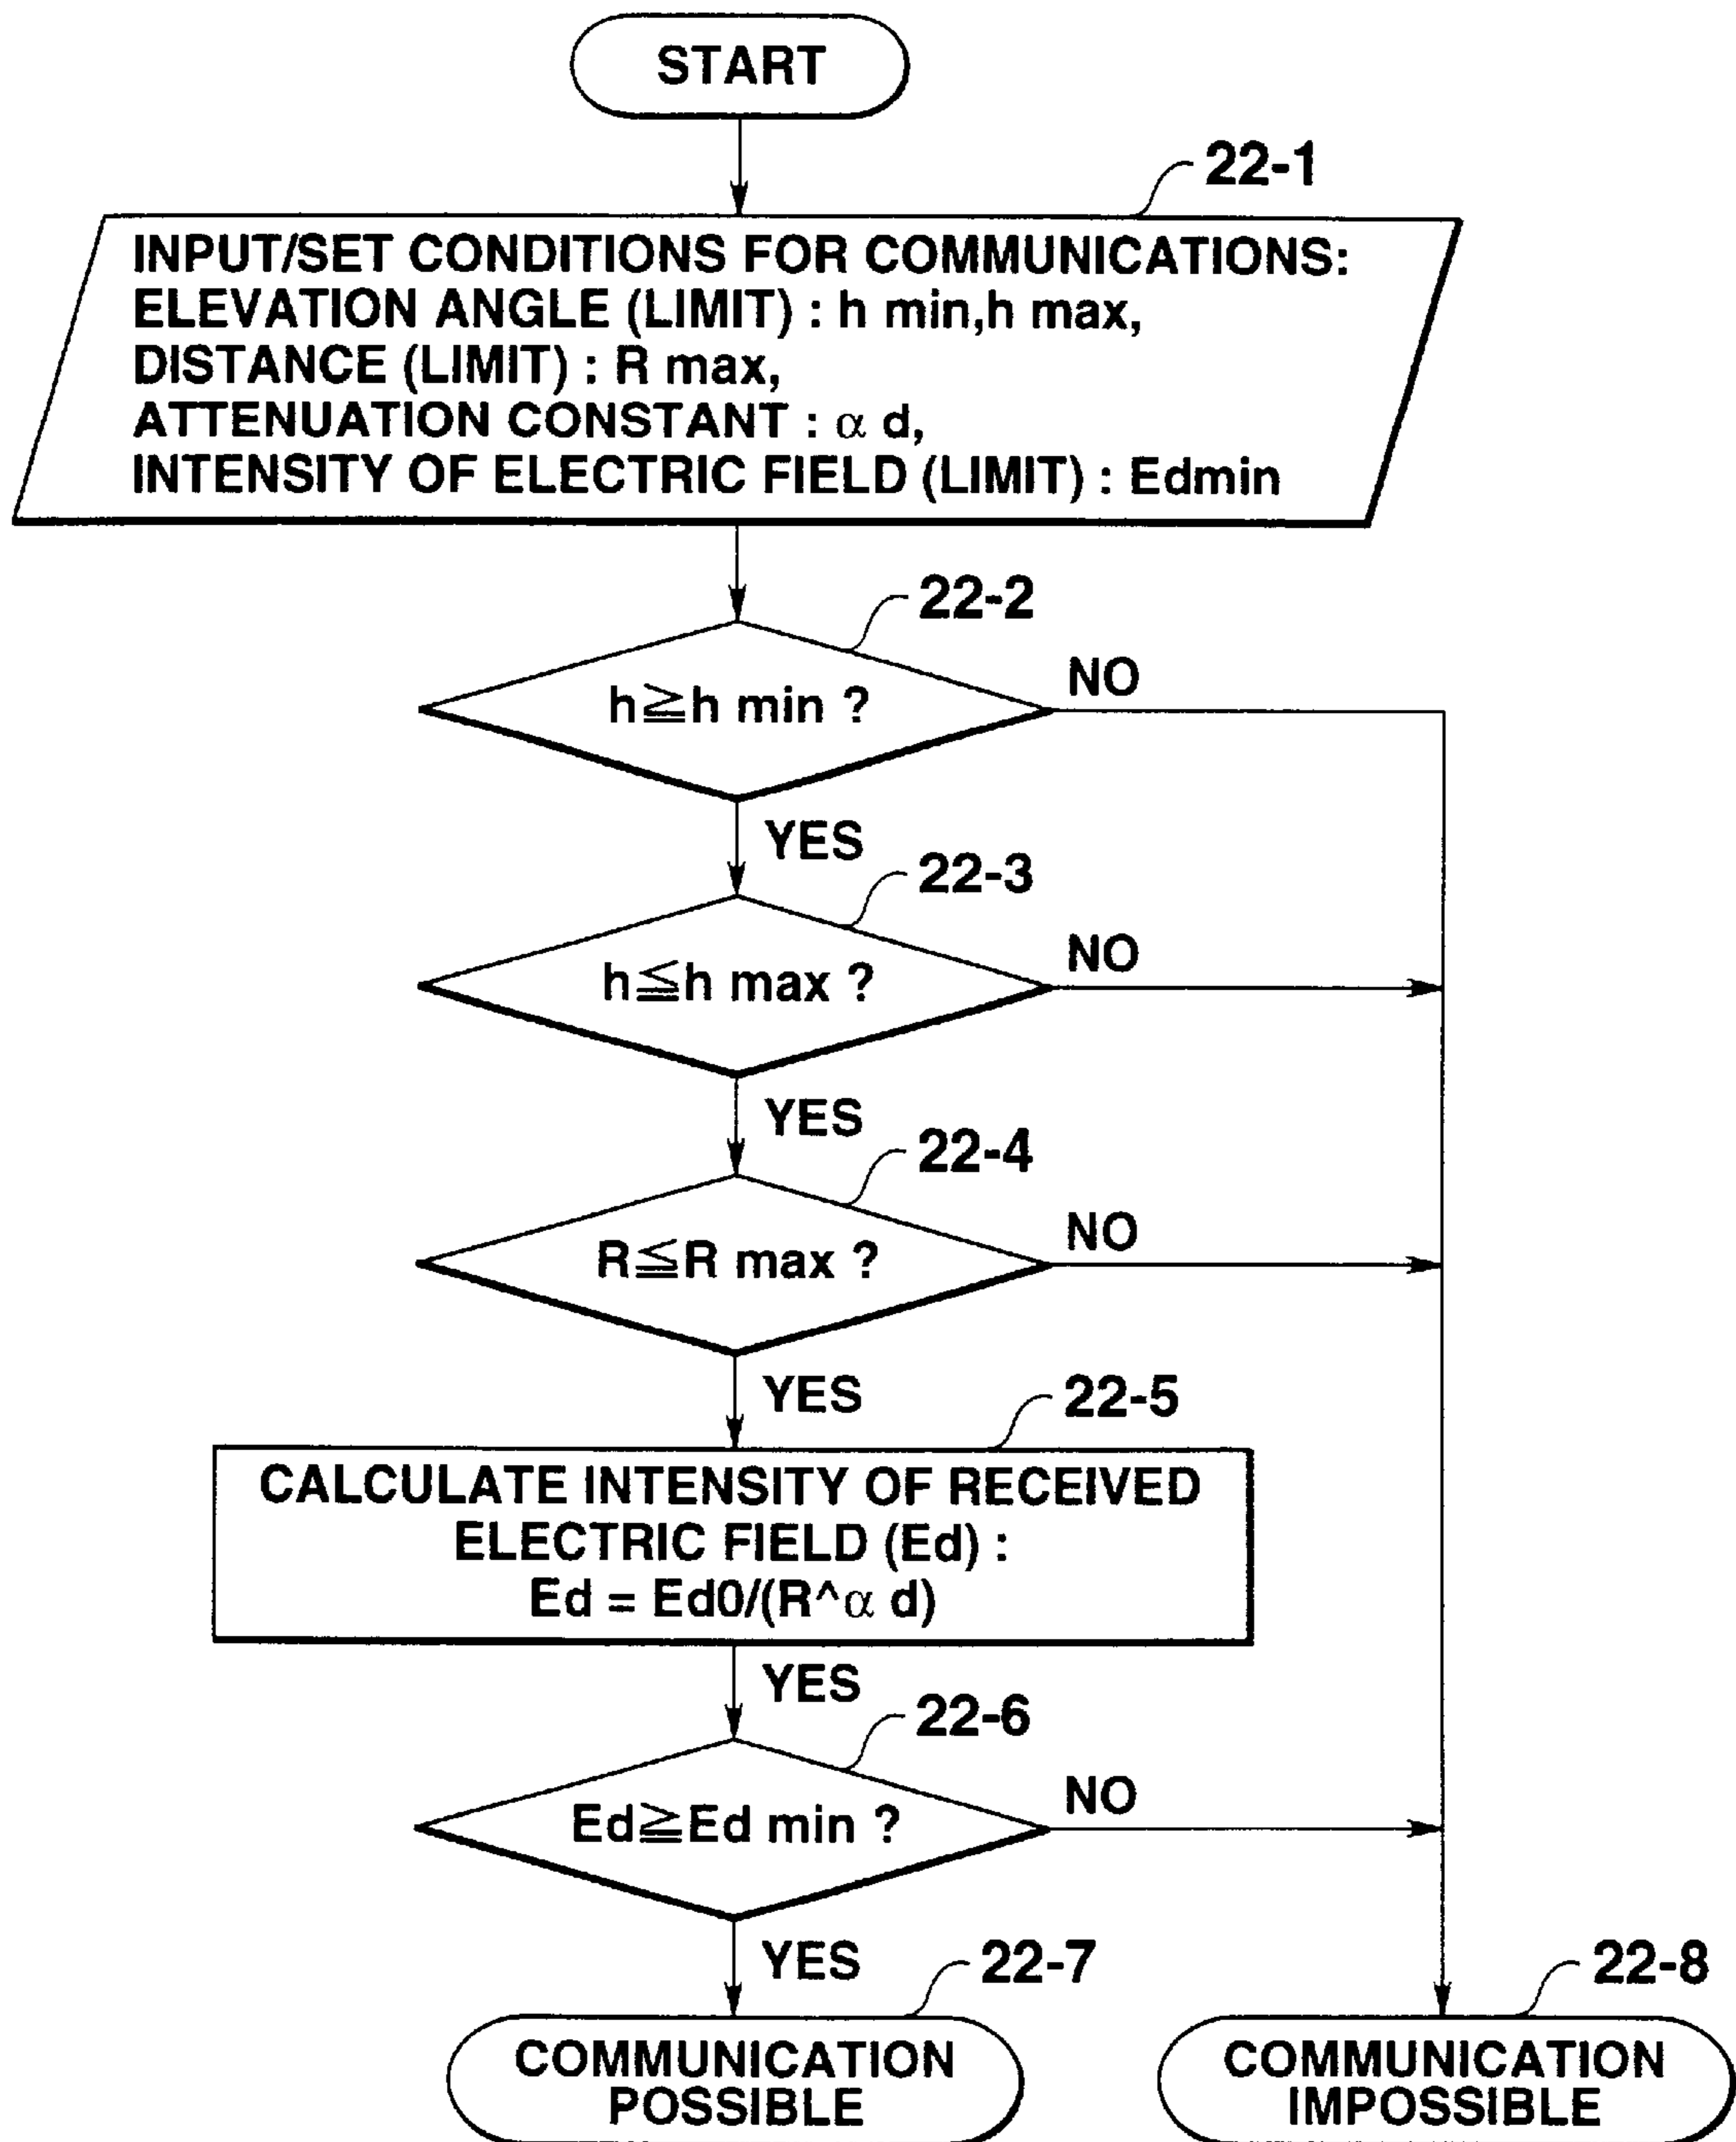 START
22-1
INPUT/SET CONDITIONS FOR COMMUNICATIONS:
ELEVATION ANGLE (LIMIT) : h min,h max,
DISTANCE (LIMIT) : R max,
ATTENUATION CONSTANT : α d,
INTENSITY OF ELECTRIC FIELD (LIMIT) : Edmin
22-2
h≧h min ?
NO
YES
22-3
h≦h max ?
NO
YES
22-4
R≦R max ?
NO
YES
22-5
CALCULATE INTENSITY OF RECEIVED
ELECTRIC FIELD (Ed) :
Ed = Ed0/(R^α d)
YES
22-6
Ed≧Ed min ?
NO
YES
22-7
COMMUNICATION
POSSIBLE
22-8
COMMUNICATION
IMPOSSIBLE